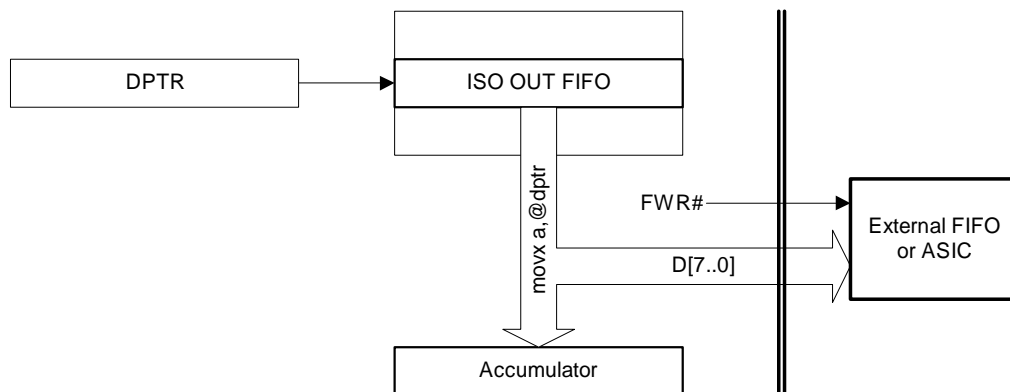 DPTR
ISO OUT FIFO
movx a,@dptr
FWR#
External FIFO
or ASIC
D[7..0]
Accumulator